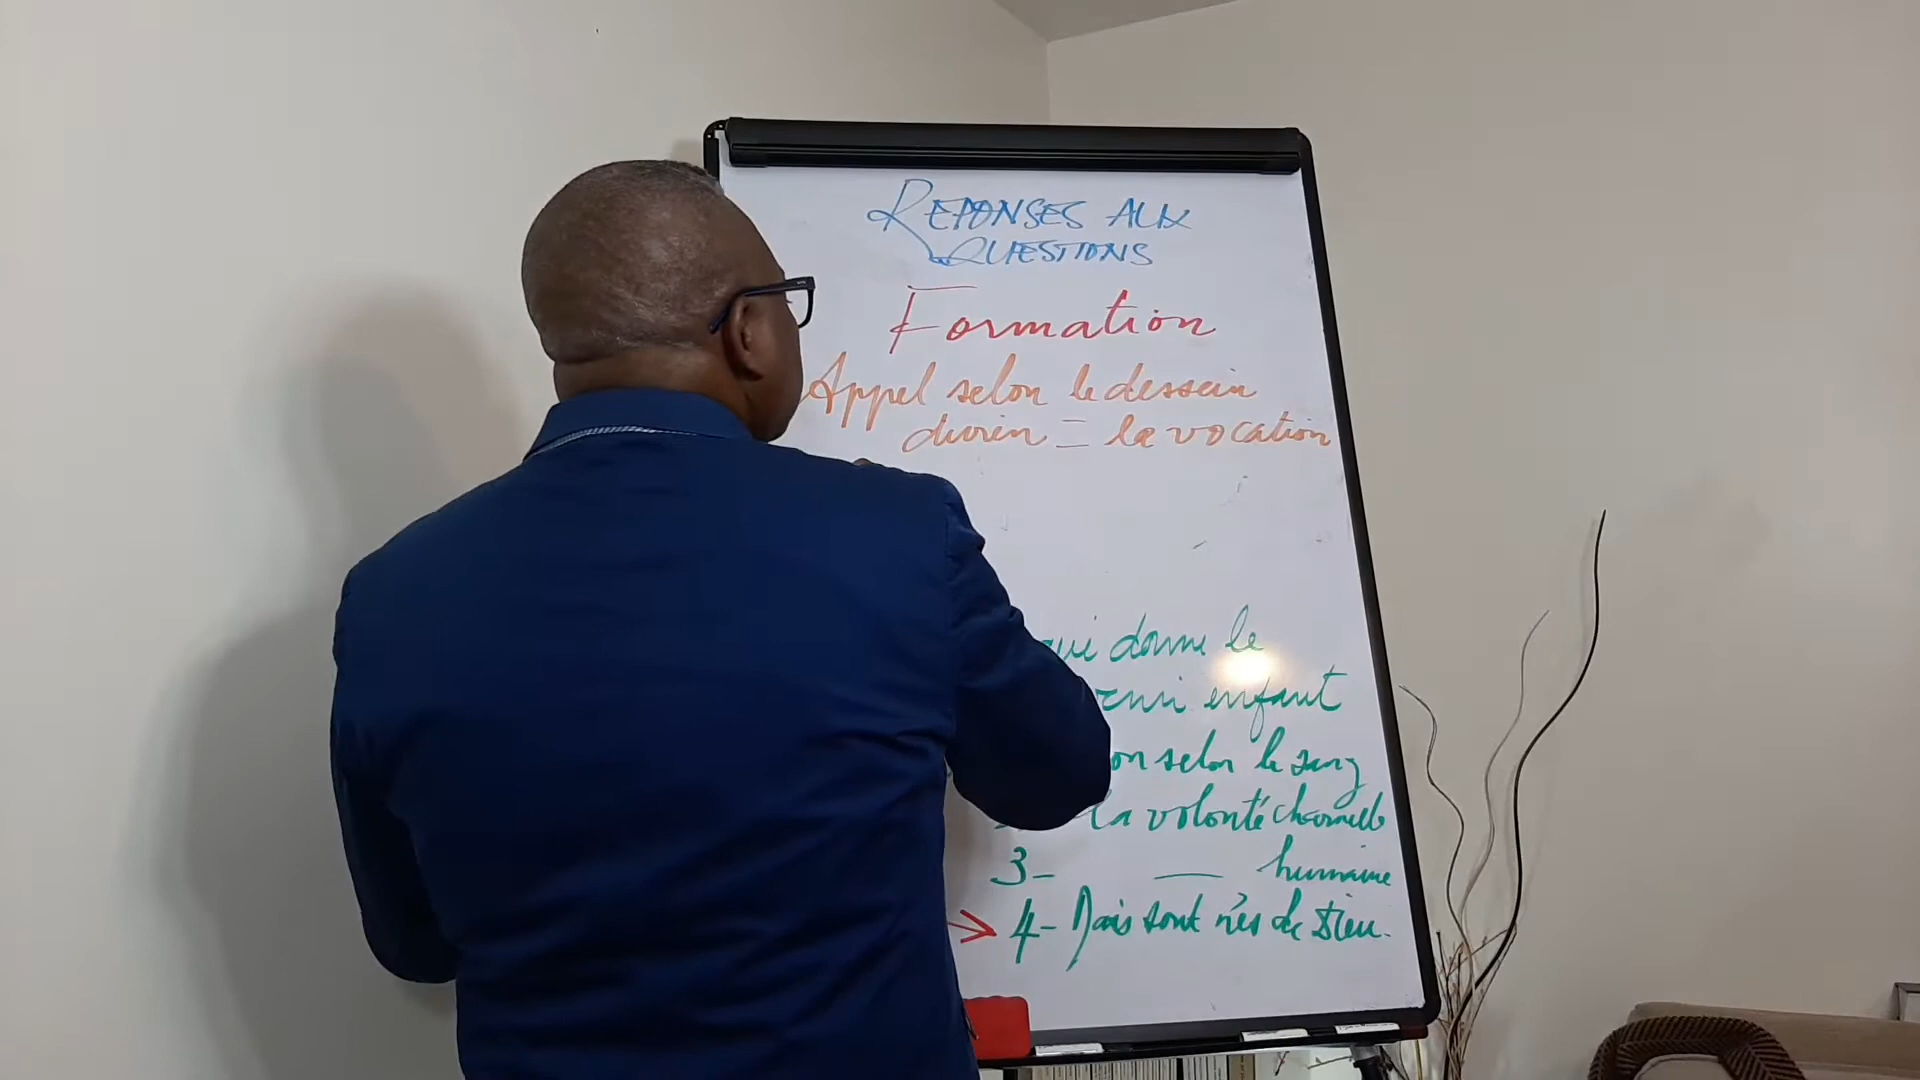 REPONSES AUX
QUESTIONS
Formation
Appel selon le dessein
divin = la vocation
qui donne le
enfant
selon le sang
la volonté charnelle
3- — humaine
→ 4- Mais sont nés de Dieu.